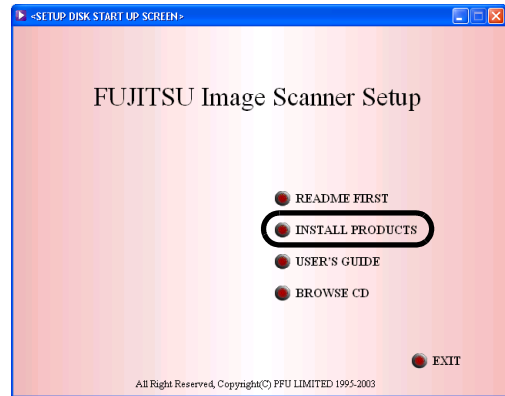 <SETUP DISK START UP SCREEN>
FUJITSU Image Scanner Setup
README FIRST
INSTALL PRODUCTS
USER'S GUIDE
BROWSE CD
EXIT
All Right Reserved, Copyright(C) PFU LIMITED 1995-2003